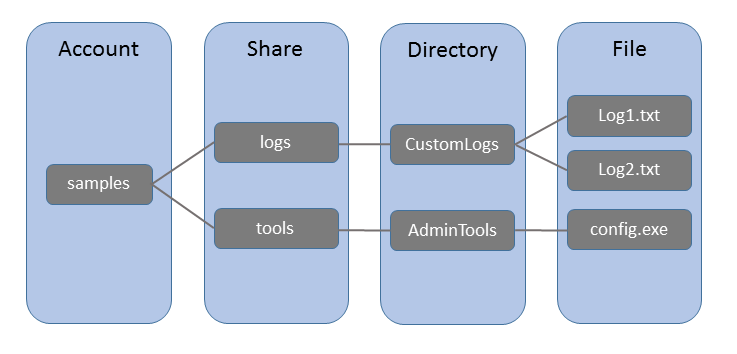 Account
Share
Directory
File
samples
logs
tools
CustomLogs
AdminTools
Log1.txt
Log2.txt
config.exe